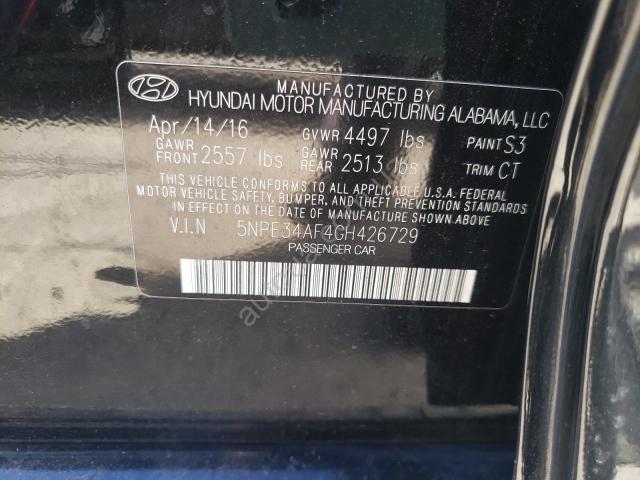 MANUFACTURED BY
HYUNDAI MOTOR MANUFACTURING ALABAMA, LLC
Apr/14/16 GVWR 4497 lbs PAINT S3
GAWR FRONT 2557 lbs GAWR REAR 2513 lbs TRIM CT
THIS VEHICLE CONFORMS TO ALL APPLICABLE U.S.A. FEDERAL
MOTOR VEHICLE SAFETY, BUMPER, AND THEFT PREVENTION
STANDARDS IN EFFECT ON THE DATE OF MANUFACTURE SHOWN ABOVE.
V.I.N 5NPE34AF4GH426729
PASSENGER CAR